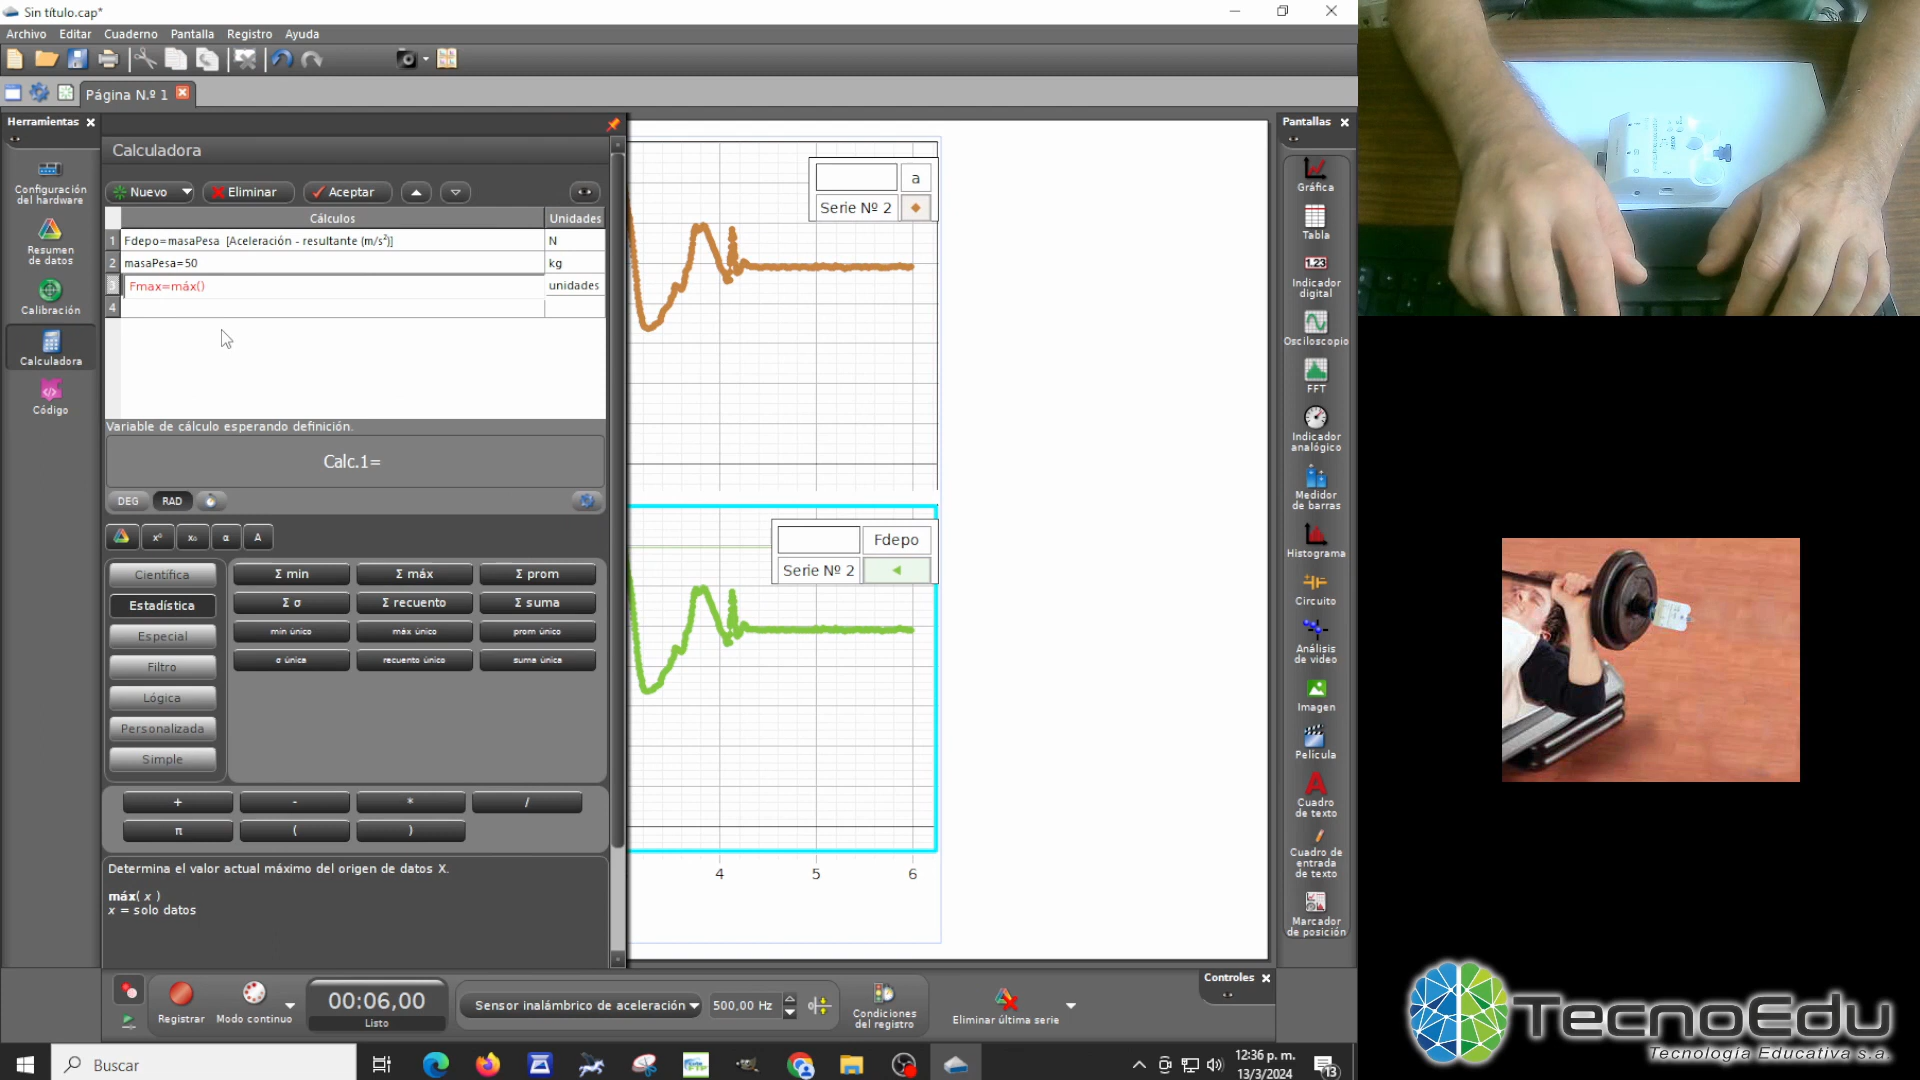 Sin título.cap*
Archivo Editar Cuaderno Pantalla Registro Ayuda
Página N.º 1
Herramientas
Configuración
del hardware
Resumen
de datos
Calibración
Calculadora
Código
Calculadora
Nuevo Eliminar Aceptar
Cálculos Unidades
1 Fdepo=masaPesa [Aceleración - resultante (m/s²)] N
2 masaPesa=50 kg
3 Fmax=máx() unidades
4
Variable de cálculo esperando definición.
Calc.1=
DEG RAD
α A
Científica
Estadística
Especial
Filtro
Lógica
Personalizada
Simple
Σ min Σ máx Σ prom
Σ σ Σ recuento Σ suma
min único máx único prom único
σ única recuento único suma única
+ - * /
π ( )
Determina el valor actual máximo del origen de datos X.
máx( x )
x = solo datos
a
Serie Nº 2
Fdepo
Serie Nº 2
4 5 6
Pantallas
Gráfica
Tabla
1.23
Indicador
digital
Osciloscopio
FFT
Indicador
analógico
Medidor
de barras
Histograma
Circuito
Análisis
de video
Imagen
Película
A
Cuadro
de texto
Cuadro de
entrada
de texto
Marcador
de posición
Registrar
Modo continuo
00:06,00
Listo
Sensor inalámbrico de aceleración
500,00 Hz
Condiciones
del registro
Eliminar última serie
Controles
Buscar
12:36 p. m.
13/3/2024
13
TecnoEdu
Tecnología Educativa s.a.